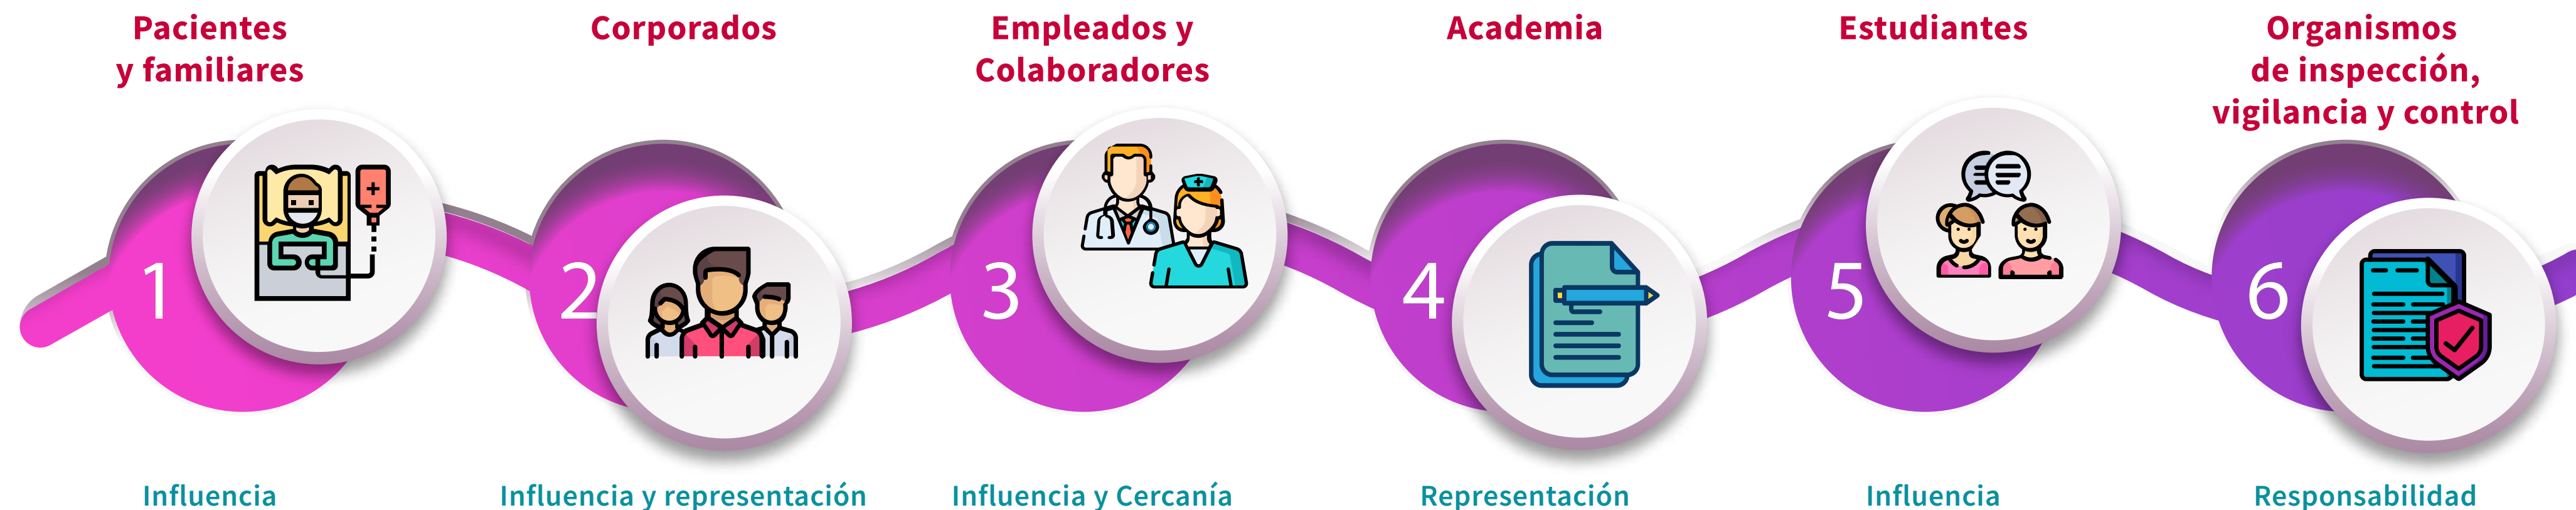 Pacientes
y familiares
Corporados
Empleados y
Colaboradores
Academia
Estudiantes
Organismos
de inspección,
vigilancia y control
1
2
3
4
5
6
Influencia
Influencia y representación
Influencia y Cercanía
Representación
Influencia
Responsabilidad